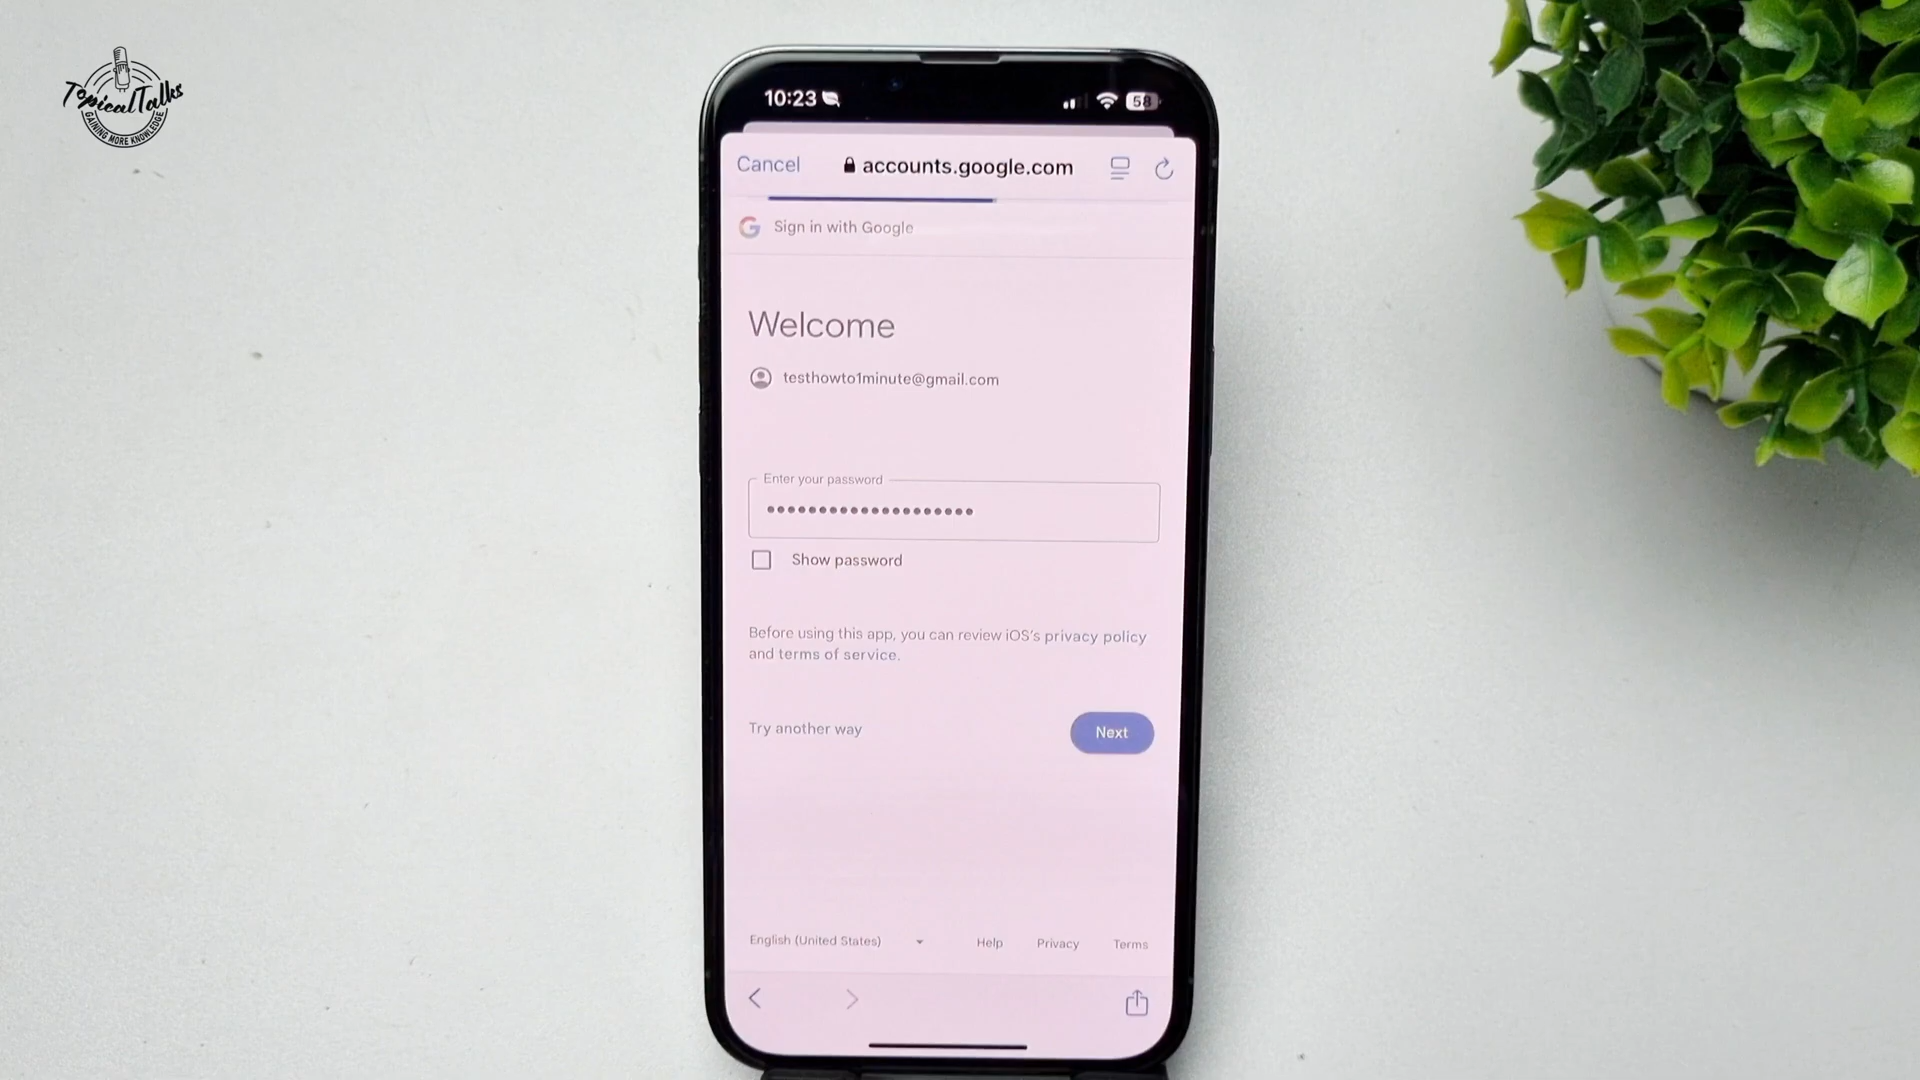 TopicalTalks
GAINING MORE KNOWLEDGE
10:23
58
Cancel
accounts.google.com
Sign in with Google
Welcome
testhowto1minute@gmail.com
Enter your password
••••••••••••••••••••
Show password
Before using this app, you can review iOS's privacy policy
and terms of service.
Try another way
Next
English (United States)
Help
Privacy
Terms